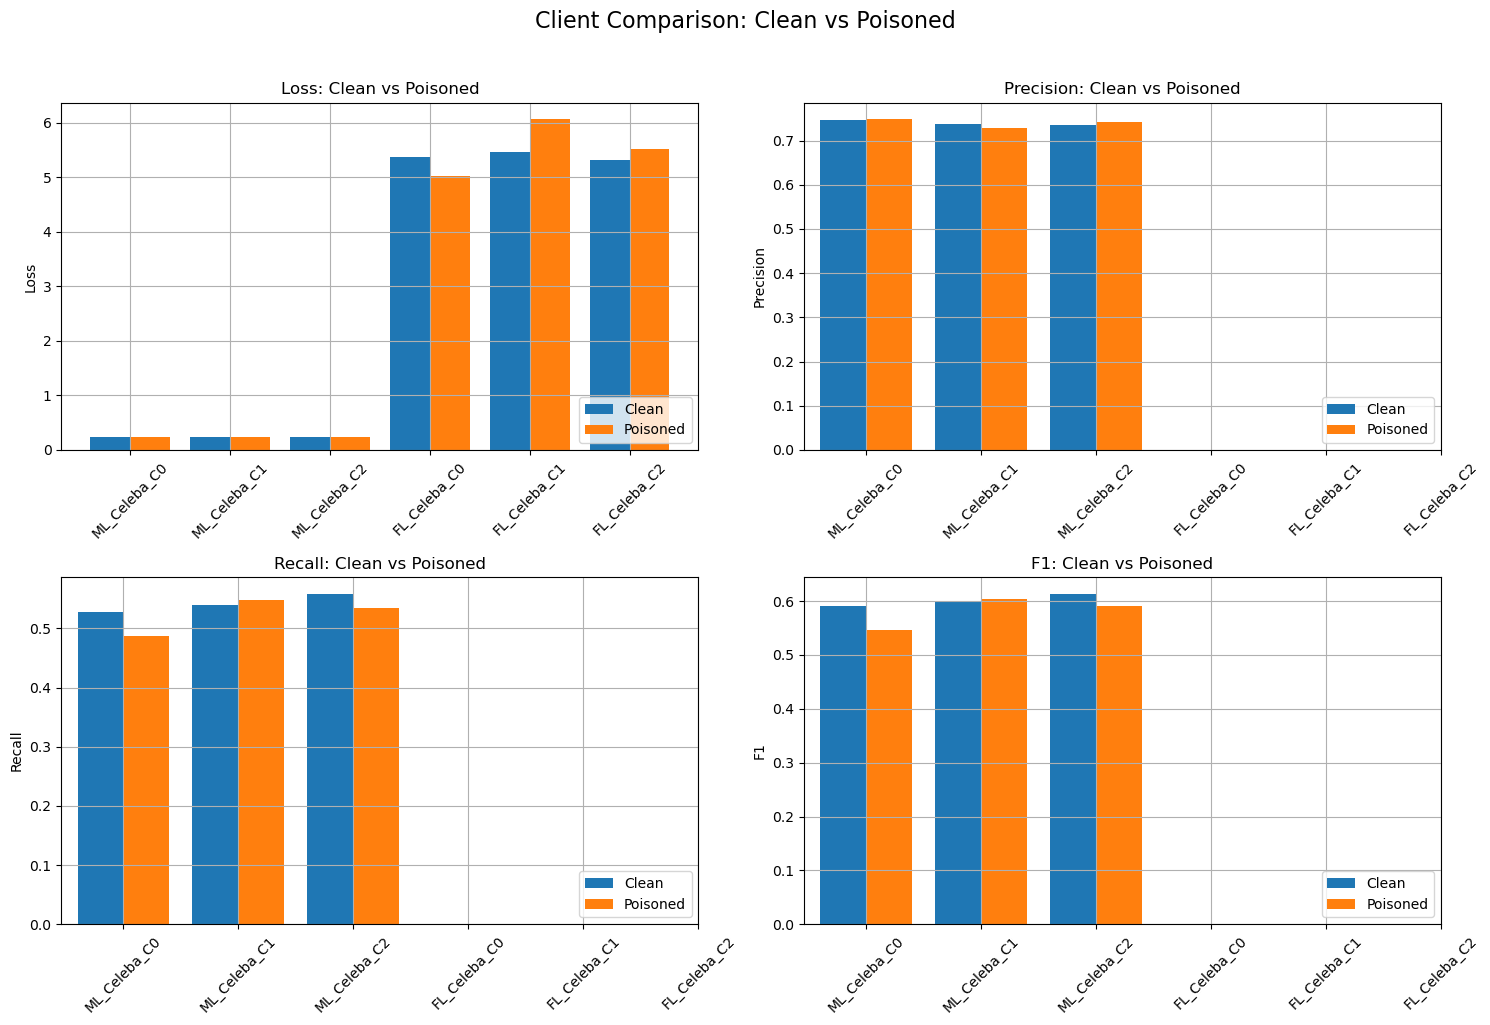 Client Comparison: Clean vs Poisoned
Loss: Clean vs Poisoned
Loss
6
5
4
3
2
1
0
ML_Celeba_C0
ML_Celeba_C1
ML_Celeba_C2
FL_Celeba_C0
FL_Celeba_C1
FL_Celeba_C2
Clean
Poisoned
Precision: Clean vs Poisoned
Precision
0.7
0.6
0.5
0.4
0.3
0.2
0.1
0.0
ML_Celeba_C0
ML_Celeba_C1
ML_Celeba_C2
FL_Celeba_C0
FL_Celeba_C1
FL_Celeba_C2
Clean
Poisoned
Recall: Clean vs Poisoned
Recall
0.5
0.4
0.3
0.2
0.1
0.0
ML_Celeba_C0
ML_Celeba_C1
ML_Celeba_C2
FL_Celeba_C0
FL_Celeba_C1
FL_Celeba_C2
Clean
Poisoned
F1: Clean vs Poisoned
F1
0.6
0.5
0.4
0.3
0.2
0.1
0.0
ML_Celeba_C0
ML_Celeba_C1
ML_Celeba_C2
FL_Celeba_C0
FL_Celeba_C1
FL_Celeba_C2
Clean
Poisoned